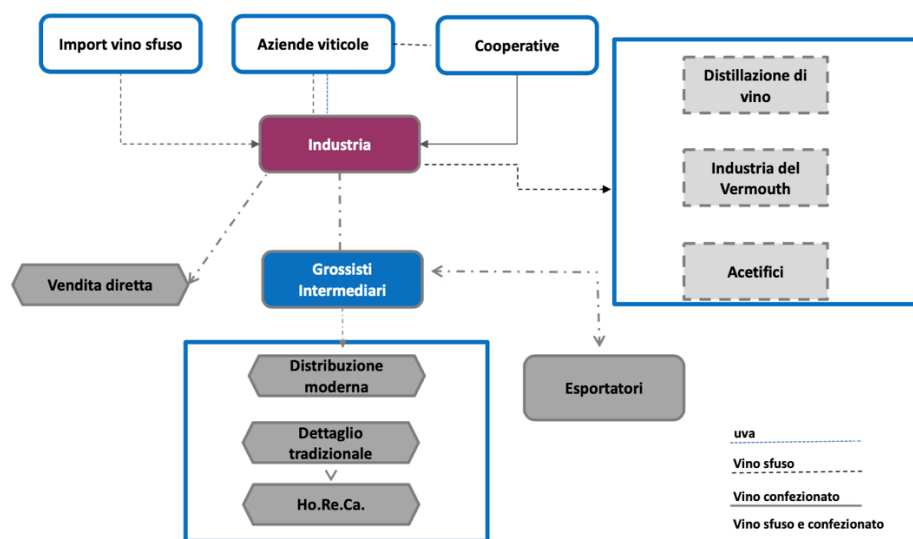 Import vino sfuso
Aziende viticole
Cooperative
Distillazione di
vino
Industria
Industria del
Vermouth
Vendita diretta
Grossisti
Intermediari
Acetifici
Distribuzione
moderna
Esportatori
Dettaglio
tradizionale
Ho.Re.Ca.
uva
Vino sfuso
Vino confezionato
Vino sfuso e confezionato